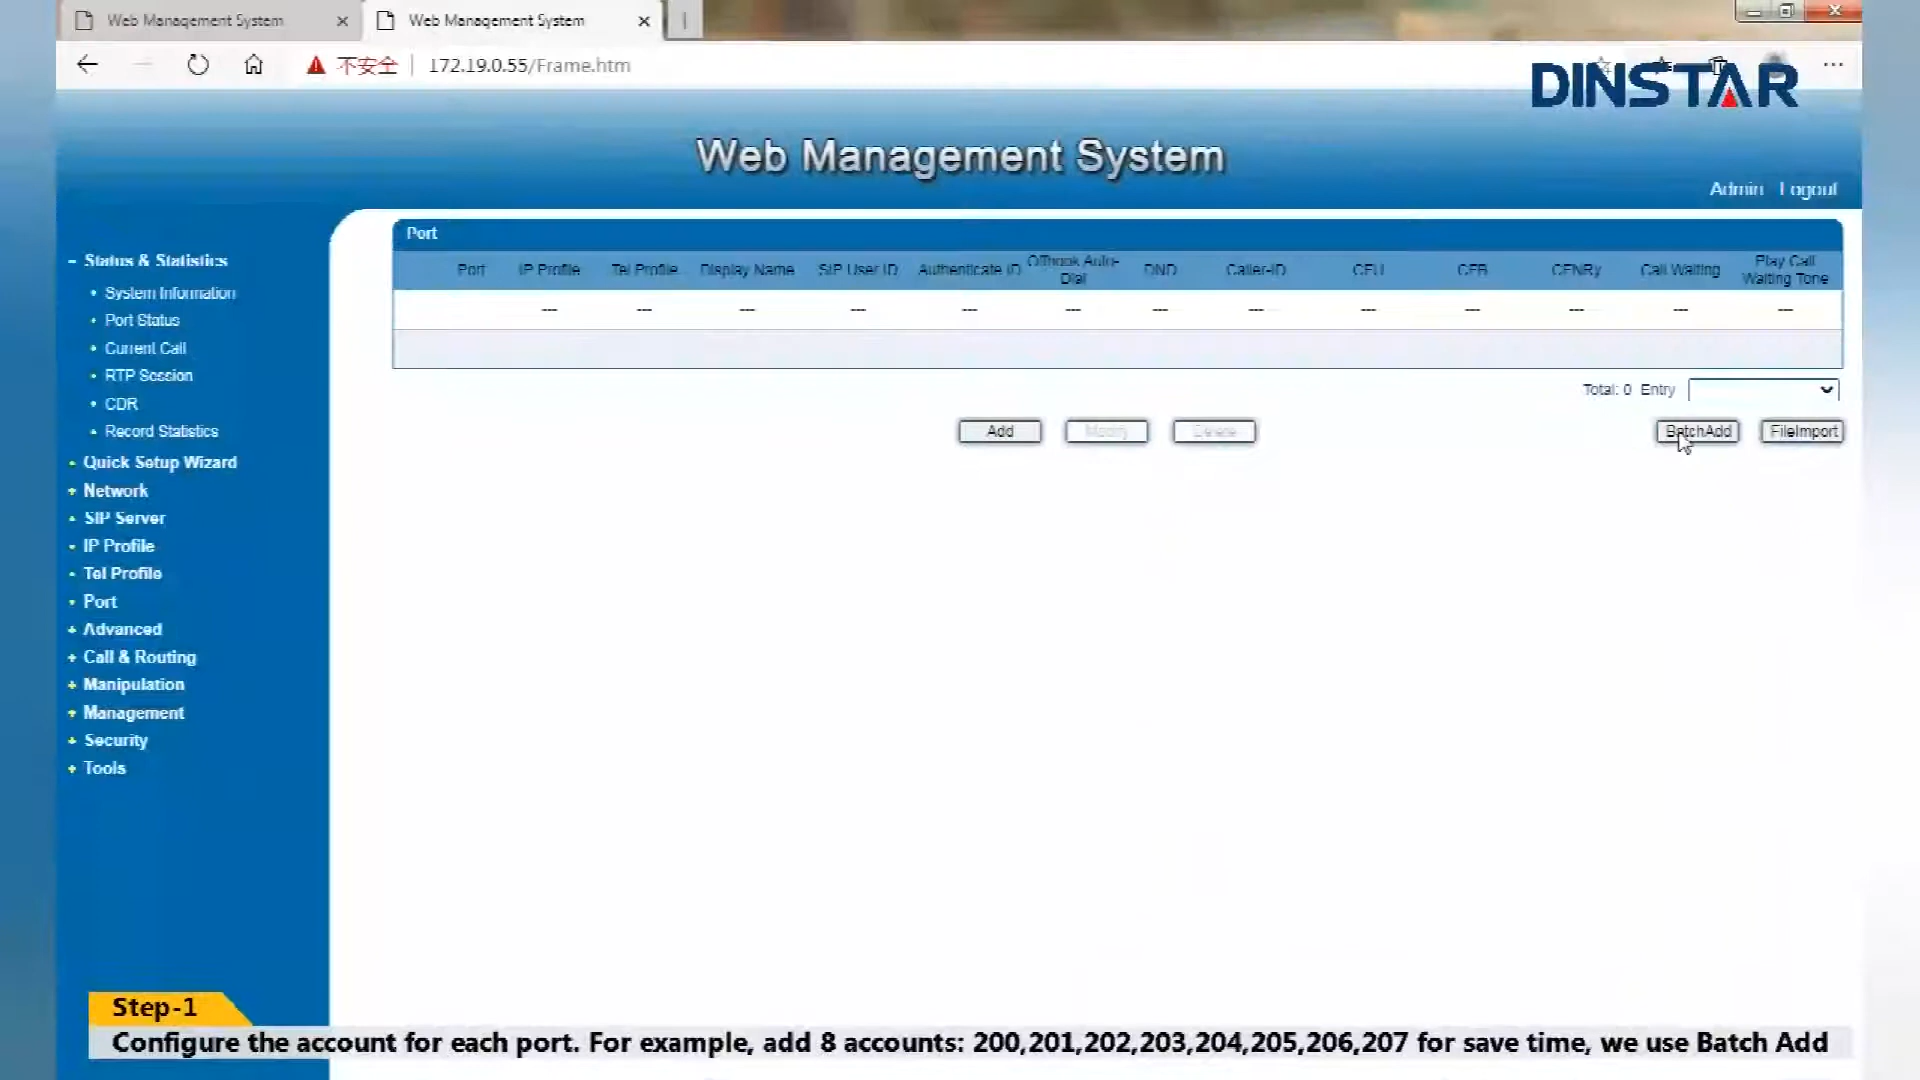 Web Management System
Web Management System
不安全 172.19.0.55/Frame.htm
DINSTAR
Web Management System
Admin Logout
Port
Port IP Profile Tel Profile Display Name SIP User ID Authenticate ID Offhook Auto-Dial DND Caller-ID CFU CFB CFNRy Call Waiting Play Call Waiting Tone
--- --- --- --- --- --- --- --- --- --- --- --- ---
Total: 0 Entry
Add Modify Delete BatchAdd FileImport
− Status & Statistics
• System Information
• Port Status
• Current Call
• RTP Session
• CDR
• Record Statistics
• Quick Setup Wizard
+ Network
• SIP Server
• IP Profile
• Tel Profile
• Port
+ Advanced
+ Call & Routing
+ Manipulation
+ Management
+ Security
+ Tools
Step-1
Configure the account for each port. For example, add 8 accounts: 200,201,202,203,204,205,206,207 for save time, we use Batch Add